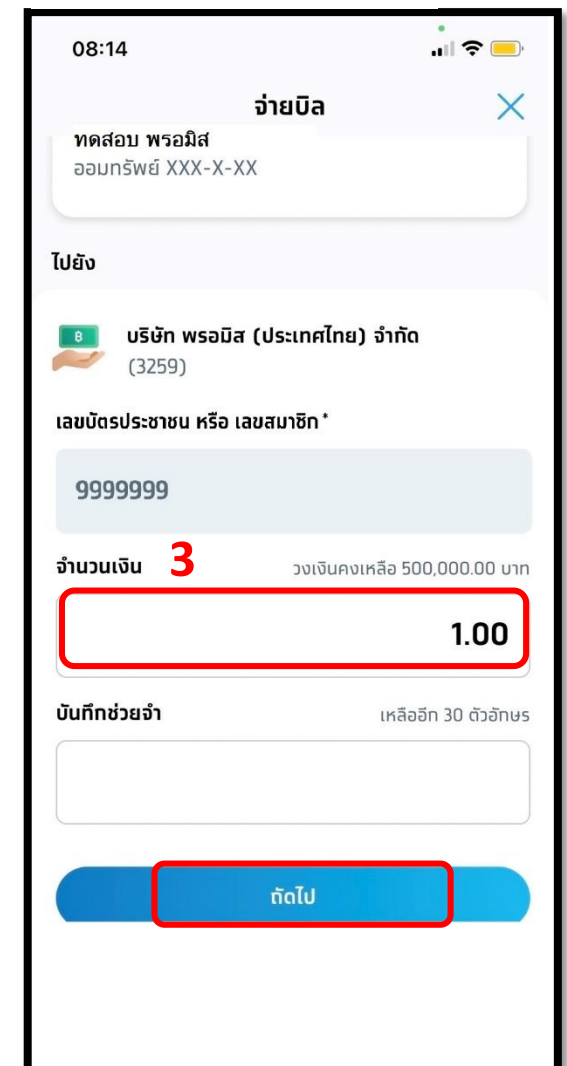 08:14
จ่ายบิล
ทดสอบ พรอมิส
ออมทรัพย์ XXX-X-XX
ไปยัง
บริษัท พรอมิส (ประเทศไทย) จำกัด
(3259)
เลขบัตรประชาชน หรือ เลขสมาชิก *
9999999
จำนวนเงิน 3 วงเงินคงเหลือ 500,000.00 บาท
1.00
บันทึกช่วยจำ เหลืออีก 30 ตัวอักษร
ถัดไป